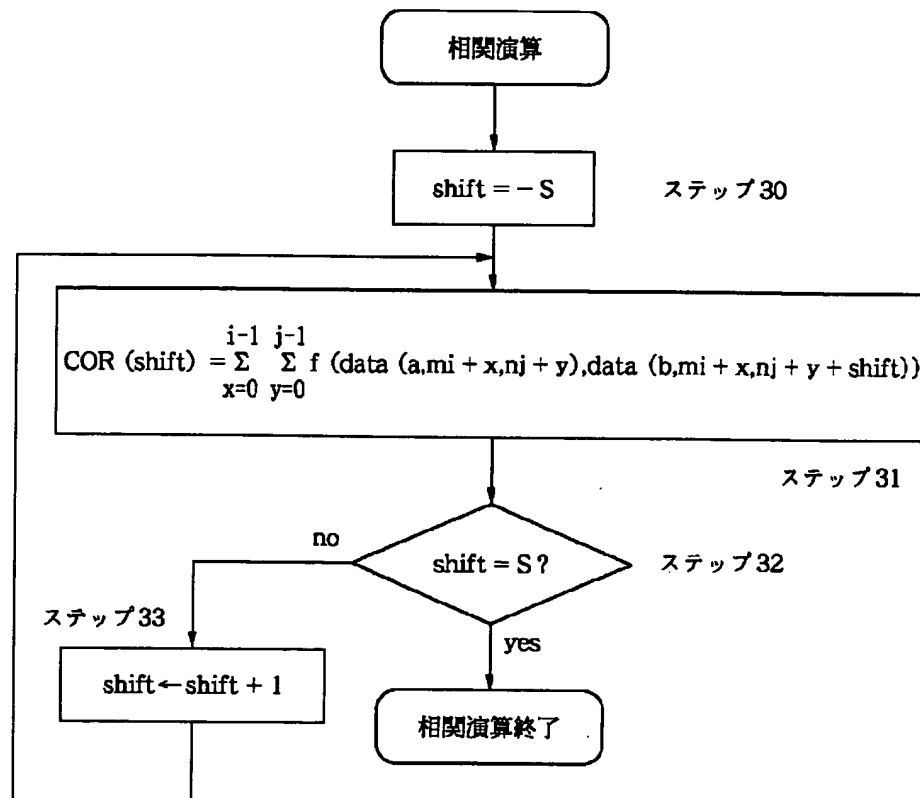 相関演算
shift = - S
ステップ30
i-1 j-1
COR (shift) = Σ Σ f (data (a,mi + x,nj + y),data (b,mi + x,nj + y + shift))
x=0 y=0
ステップ31
no
shift = S?
ステップ32
ステップ33
yes
shift←shift + 1
相関演算終了